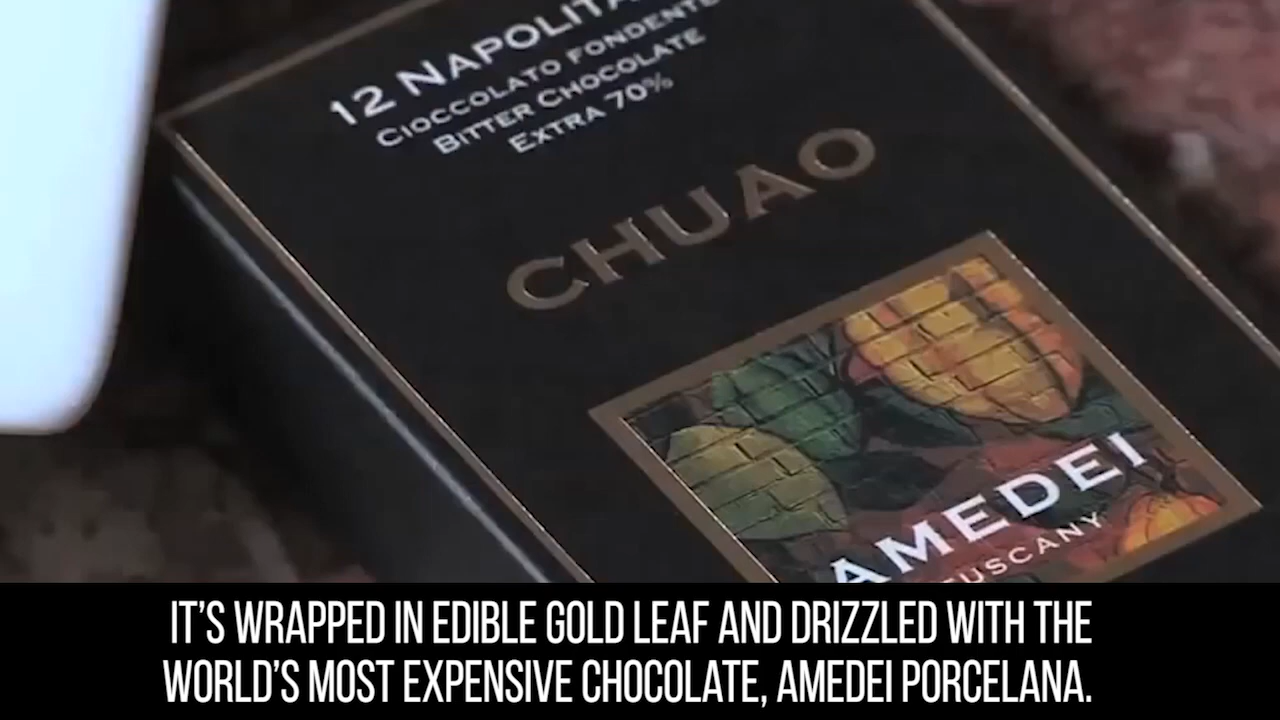 12 NAPOLITA
CIOCCOLATO FONDENTE
BITTER CHOCOLATE
EXTRA 70%
CHUAO
AMEDEI
TUSCANY
IT'S WRAPPED IN EDIBLE GOLD LEAF AND DRIZZLED WITH THE
WORLD'S MOST EXPENSIVE CHOCOLATE, AMEDEI PORCELANA.